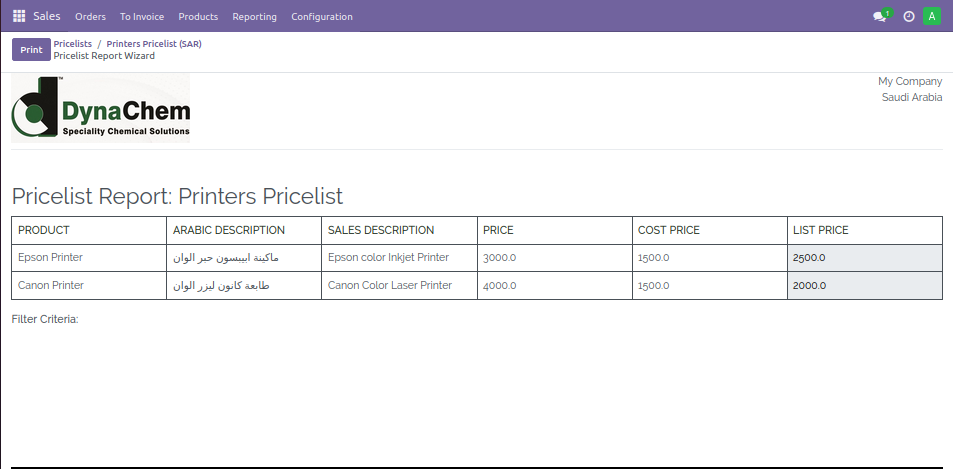 Sales Orders To Invoice Products Reporting Configuration 1 A
Print Pricelists / Printers Pricelist (SAR)
Pricelist Report Wizard
DynaChem
Speciality Chemical Solutions
My Company
Saudi Arabia
Pricelist Report: Printers Pricelist
PRODUCT ARABIC DESCRIPTION SALES DESCRIPTION PRICE COST PRICE LIST PRICE
Epson Printer ماكينة ابيبسون حبر الوان Epson color Inkjet Printer 3000.0 1500.0 2500.0
Canon Printer طابعة كانون ليزر الوان Canon Color Laser Printer 4000.0 1500.0 2000.0
Filter Criteria: